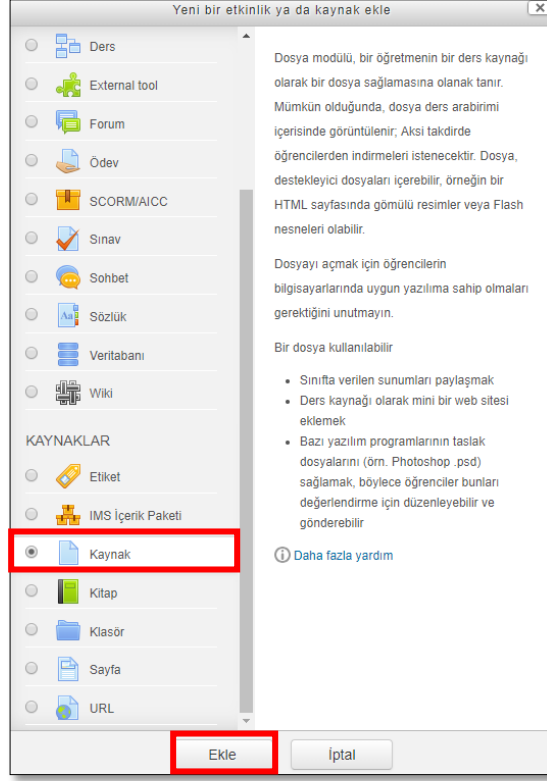 Yeni bir etkinlik ya da kaynak ekle
Ders
External tool
Forum
Ödev
SCORM/AICC
Sınav
Sohbet
Aa
Sözlük
Veritabanı
Wiki
KAYNAKLAR
Etiket
IMS İçerik Paketi
Kaynak
Kitap
Klasör
Sayfa
URL
Dosya modülü, bir öğretmenin bir ders kaynağı
olarak bir dosya sağlamasına olanak tanır.
Mümkün olduğunda, dosya ders arabirimi
içerisinde görüntülenir; Aksi takdirde
öğrencilerden indirmeleri istenecektir. Dosya,
destekleyici dosyaları içerebilir, örneğin bir
HTML sayfasında gömülü resimler veya Flash
nesneleri olabilir.
Dosyayı açmak için öğrencilerin
bilgisayarlarında uygun yazılıma sahip olmaları
gerektiğini unutmayın.
Bir dosya kullanılabilir
• Sınıfta verilen sunumları paylaşmak
• Ders kaynağı olarak mini bir web sitesi
eklemek
• Bazı yazılım programlarının taslak
dosyalarını (örn. Photoshop .psd)
sağlamak, böylece öğrenciler bunları
değerlendirme için düzenleyebilir ve
gönderebilir
Daha fazla yardım
Ekle
İptal